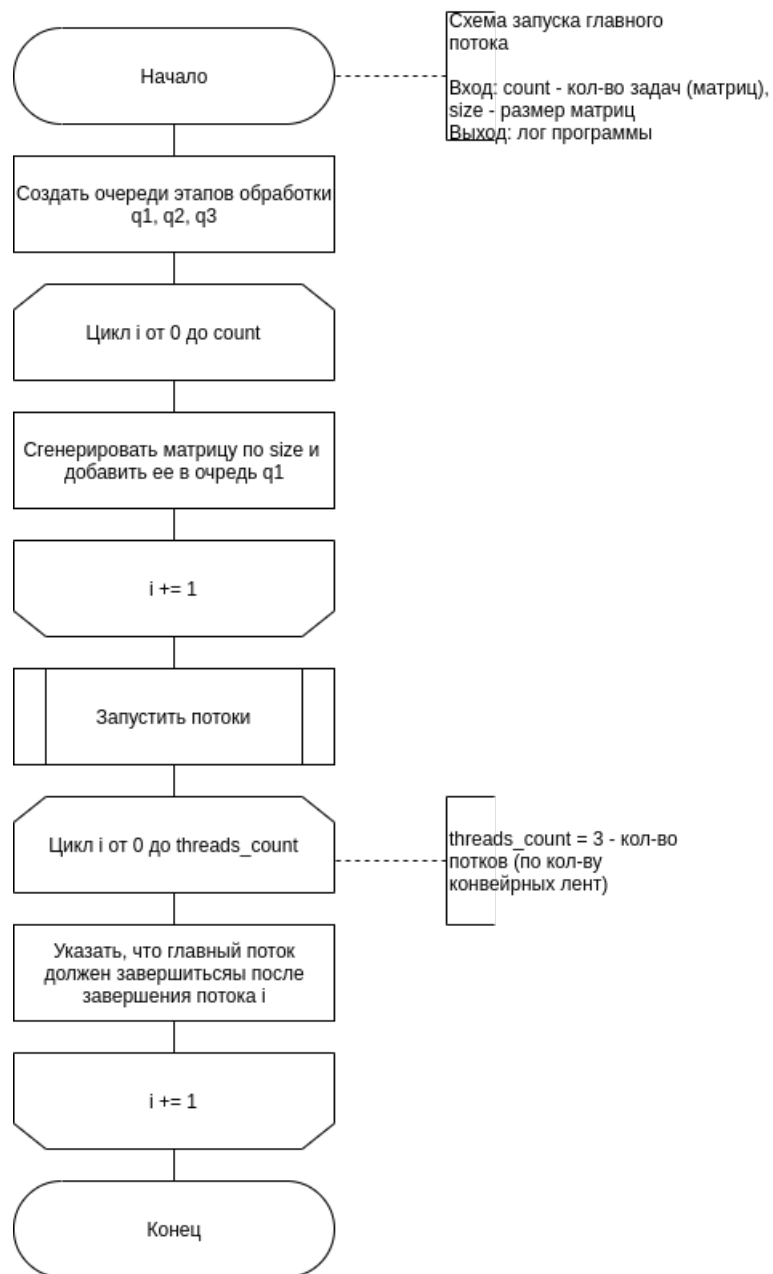 Начало
Схема запуска главного
потока
Вход: count - кол-во задач (матриц),
size - размер матриц
Выход: лог программы
Создать очереди этапов обработки
q1, q2, q3
Цикл i от 0 до count
Сгенерировать матрицу по size и
добавить ее в очредь q1
i += 1
Запустить потоки
Цикл i от 0 до threads_count
threads_count = 3 - кол-во
потков (по кол-ву
конвейрных лент)
Указать, что главный поток
должен завершитьсяы после
завершения потока i
i += 1
Конец